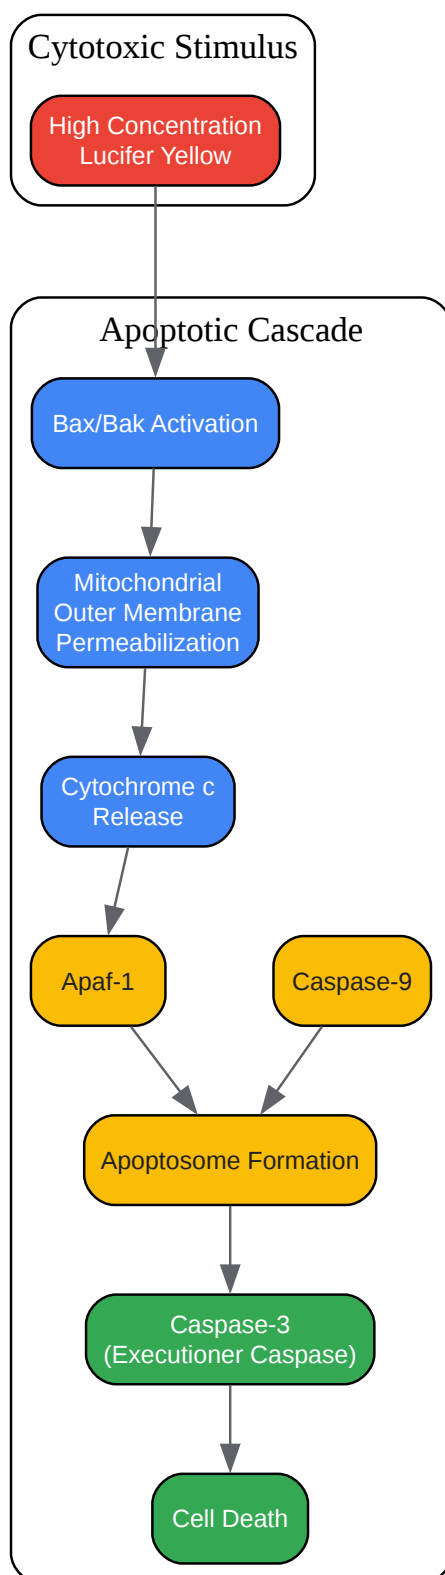 Cytotoxic Stimulus
High Concentration
Lucifer Yellow
Apoptotic Cascade
Bax/Bak Activation
Mitochondrial
Outer Membrane
Permeabilization
Cytochrome c
Release
Apaf-1
Caspase-9
Apoptosome Formation
Caspase-3
(Executioner Caspase)
Cell Death